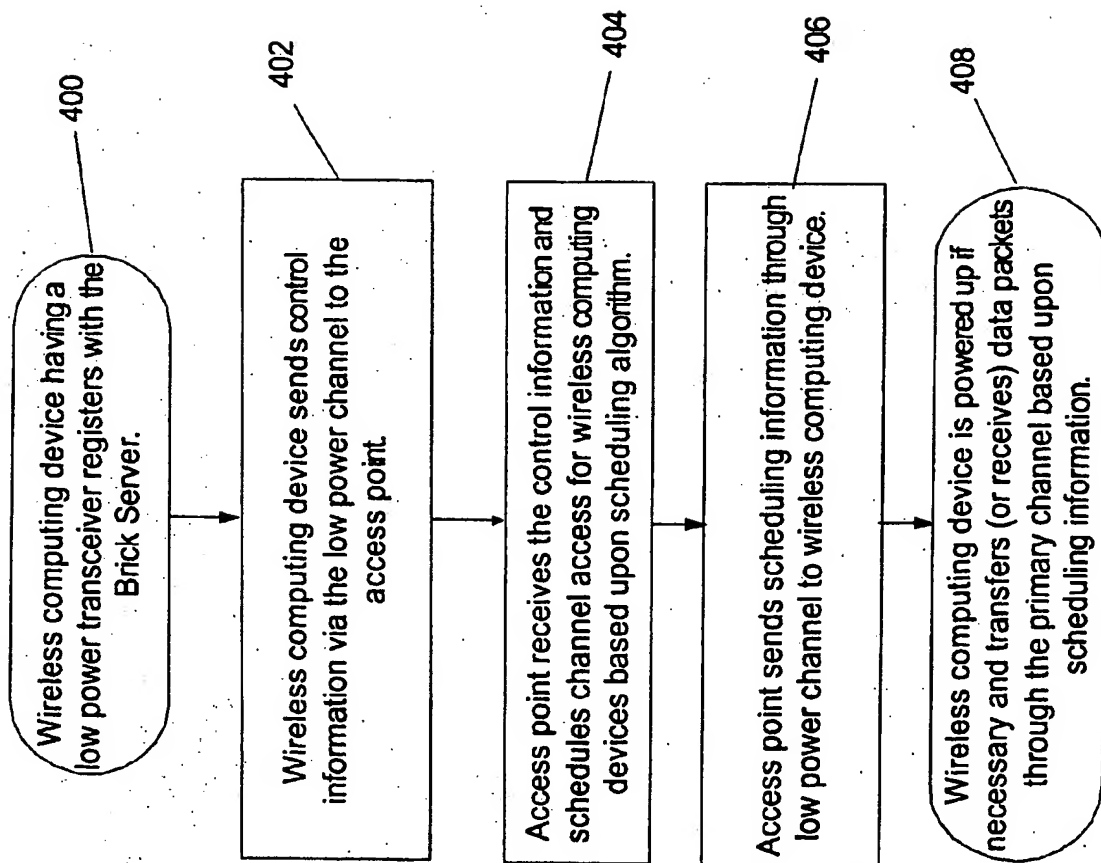 400
Wireless computing device having a
low power transceiver registers with the
Brick Server.
402
Wireless computing device sends control
information via the low power channel to the
access point.
404
Access point receives the control information and
schedules channel access for wireless computing
devices based upon scheduling algorithm.
406
Access point sends scheduling information through
low power channel to wireless computing device.
408
Wireless computing device is powered up if
necessary and transfers (or receives) data packets
through the primary channel based upon
scheduling information.